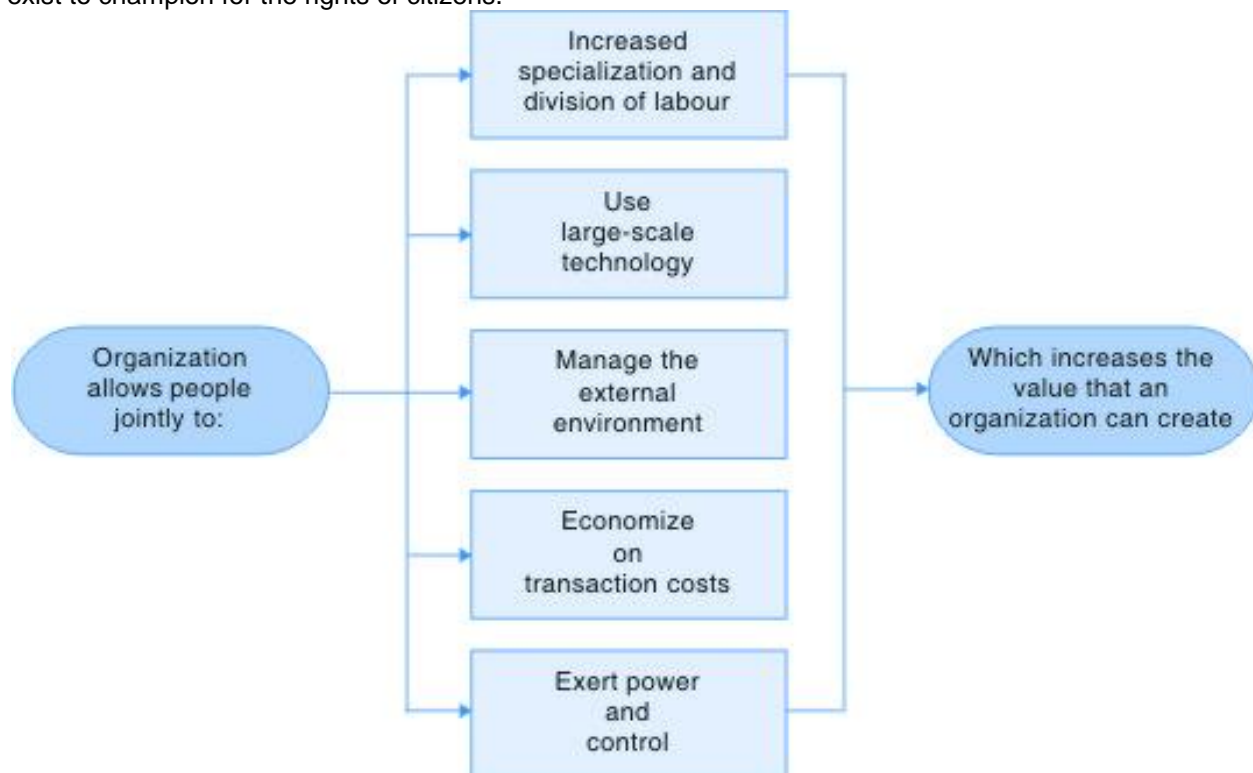 exist to champion for the rights of citizens.
Increased
specialization and
division of labour
Use
large-scale
technology
Organization
allows people
jointly to:
Manage the
external
environment
Which increases the
value that an
organization can create
Economize
on
transaction costs
Exert power
and
control